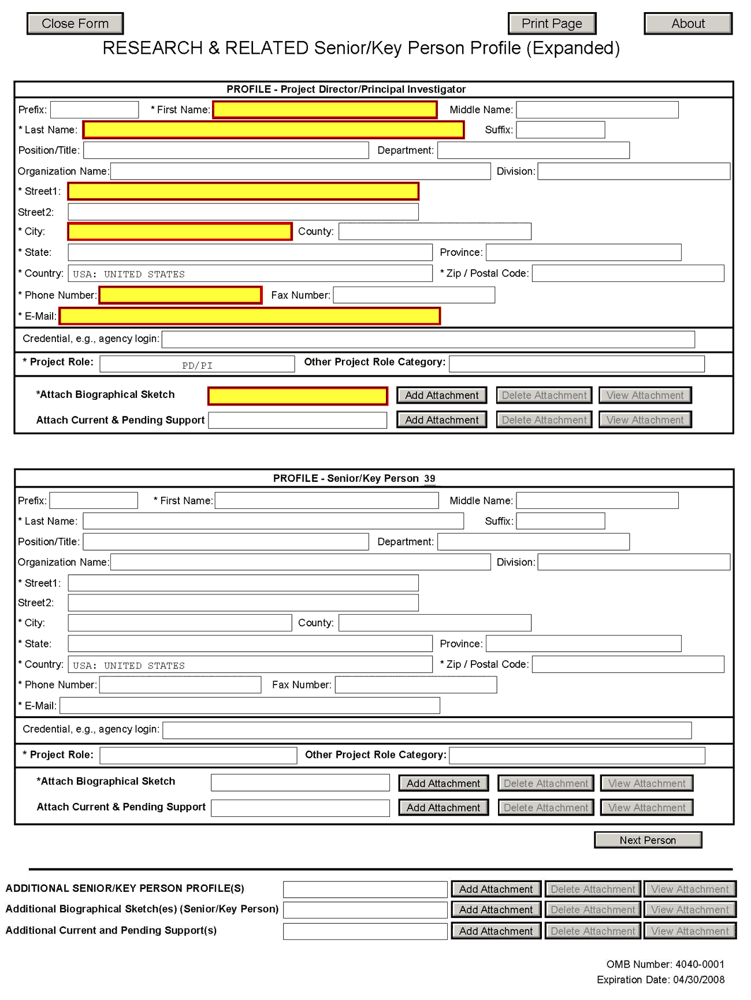 Close Form Print Page About
RESEARCH & RELATED Senior/Key Person Profile (Expanded)
PROFILE - Project Director/Principal Investigator
Prefix: * First Name: Middle Name:
* Last Name: Suffix:
Position/Title: Department:
Organization Name: Division:
* Street1:
Street2:
* City: County:
* State: Province:
* Country: USA: UNITED STATES * Zip / Postal Code:
* Phone Number: Fax Number:
* E-Mail:
Credential, e.g., agency login:
* Project Role: PD/PI Other Project Role Category:
*Attach Biographical Sketch Add Attachment Delete Attachment View Attachment
Attach Current & Pending Support Add Attachment Delete Attachment View Attachment
PROFILE - Senior/Key Person 39
Prefix: * First Name: Middle Name:
* Last Name: Suffix:
Position/Title: Department:
Organization Name: Division:
* Street1:
Street2:
* City: County:
* State: Province:
* Country: USA: UNITED STATES * Zip / Postal Code:
* Phone Number: Fax Number:
* E-Mail:
Credential, e.g., agency login:
* Project Role: Other Project Role Category:
*Attach Biographical Sketch Add Attachment Delete Attachment View Attachment
Attach Current & Pending Support Add Attachment Delete Attachment View Attachment
Next Person
ADDITIONAL SENIOR/KEY PERSON PROFILE(S) Add Attachment Delete Attachment View Attachment
Additional Biographical Sketch(es) (Senior/Key Person) Add Attachment Delete Attachment View Attachment
Additional Current and Pending Support(s) Add Attachment Delete Attachment View Attachment
OMB Number: 4040-0001
Expiration Date: 04/30/2008